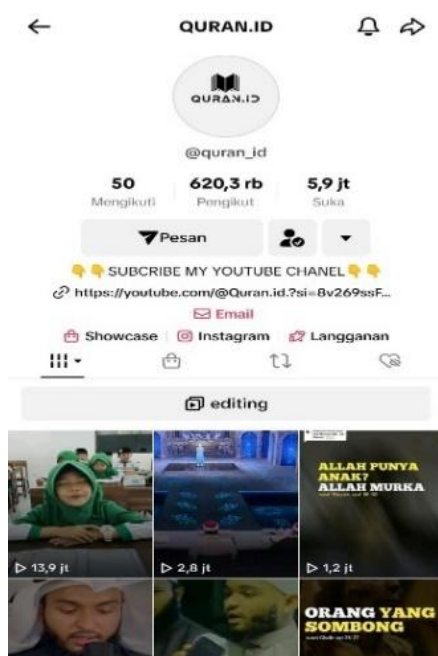 QURAN.ID
QURAN.ID
@quran_id
50 620,3 rb 5,9 jt
Mengikuti Pengikut Suka
Pesan
SUBCRIBE MY YOUTUBE CHANEL
https://youtube.com/@Quran.id.?si=8v269ssF...
Email
Showcase Instagram Langganan
editing
ALLAH PUNYA
ANAK?
ALLAH MURKA
13,9 jt 2,8 jt 1,2 jt
ORANG YANG
SOMBONG